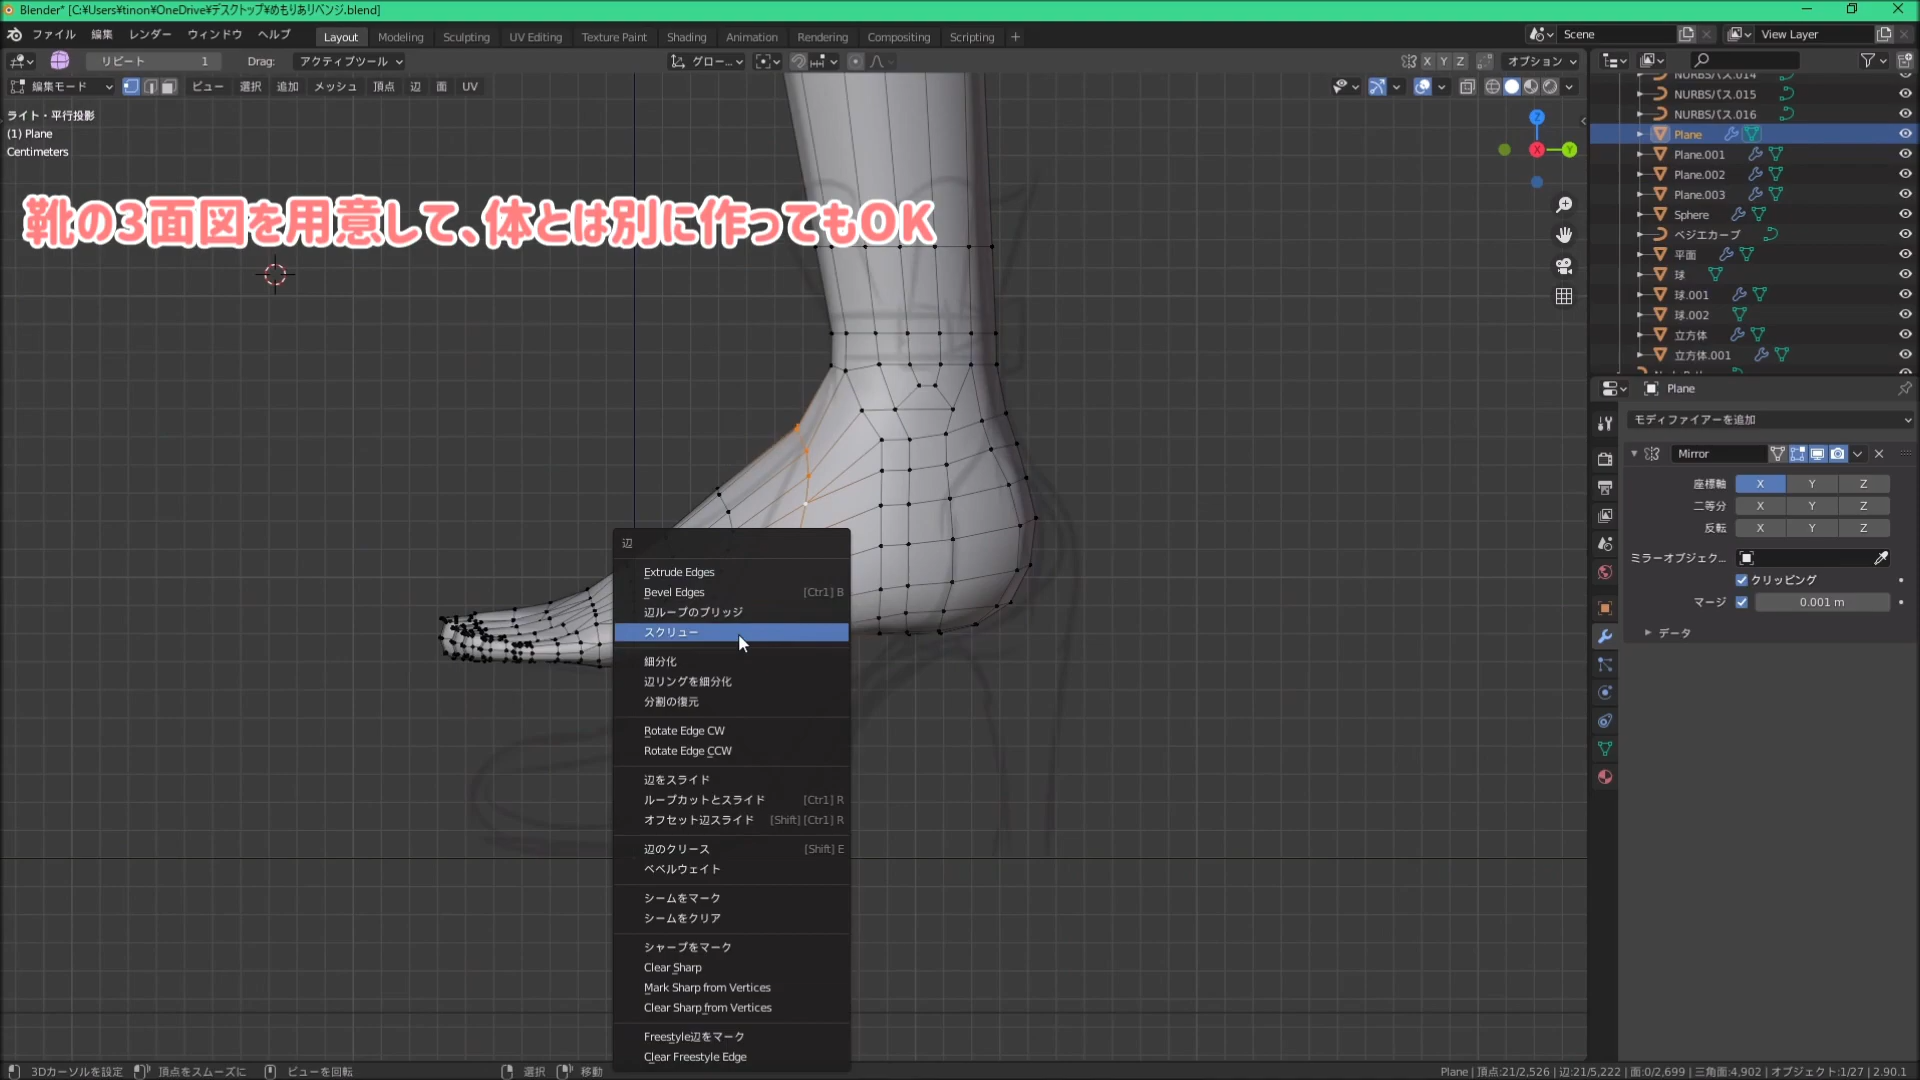 Blender* [C:¥Users¥tinon¥OneDrive¥デスクトップ¥めもりありベンジ.blend]
ファイル 編集 レンダー ウィンドウ ヘルプ Layout Modeling Sculpting UV Editing Texture Paint Shading Animation Rendering Compositing Scripting + Scene View Layer
リピート 1 Drag: アクティブツール グロー... X Y Z オプション
編集モード ビュー 選択 追加 メッシュ 頂点 辺 面 UV
ライト・平行投影
(1) Plane
Centimeters
靴の3面図を用意して、体とは別に作ってもOK
Z
X
Y
NURBSパス.014
NURBSパス.015
NURBSパス.016
Plane
Plane.001
Plane.002
Plane.003
Sphere
ベジエカーブ
平面
球
球.001
球.002
立方体
立方体.001
Plane
モディファイアーを追加
Mirror
座標軸 X Y Z
二等分 X Y Z
反転 X Y Z
ミラーオブジェク...
クリッピング
マージ 0.001 m
データ
辺
Extrude Edges
Bevel Edges [Ctrl] B
辺ループのブリッジ
スクリュー
細分化
辺リングを細分化
分割の復元
Rotate Edge CW
Rotate Edge CCW
辺をスライド
ループカットとスライド [Ctrl] R
オフセット辺スライド [Shift] [Ctrl] R
辺のクリース [Shift] E
ベベルウェイト
シームをマーク
シームをクリア
シャープをマーク
Clear Sharp
Mark Sharp from Vertices
Clear Sharp from Vertices
Freestyle辺をマーク
Clear Freestyle Edge
3Dカーソルを設定 頂点をスムーズに ビューを回転 選択 移動 Plane | 頂点:21/2,526 | 辺:21/5,222 | 面:0/2,699 | 三角面:4,902 | オブジェクト:1/27 | 2.90.1